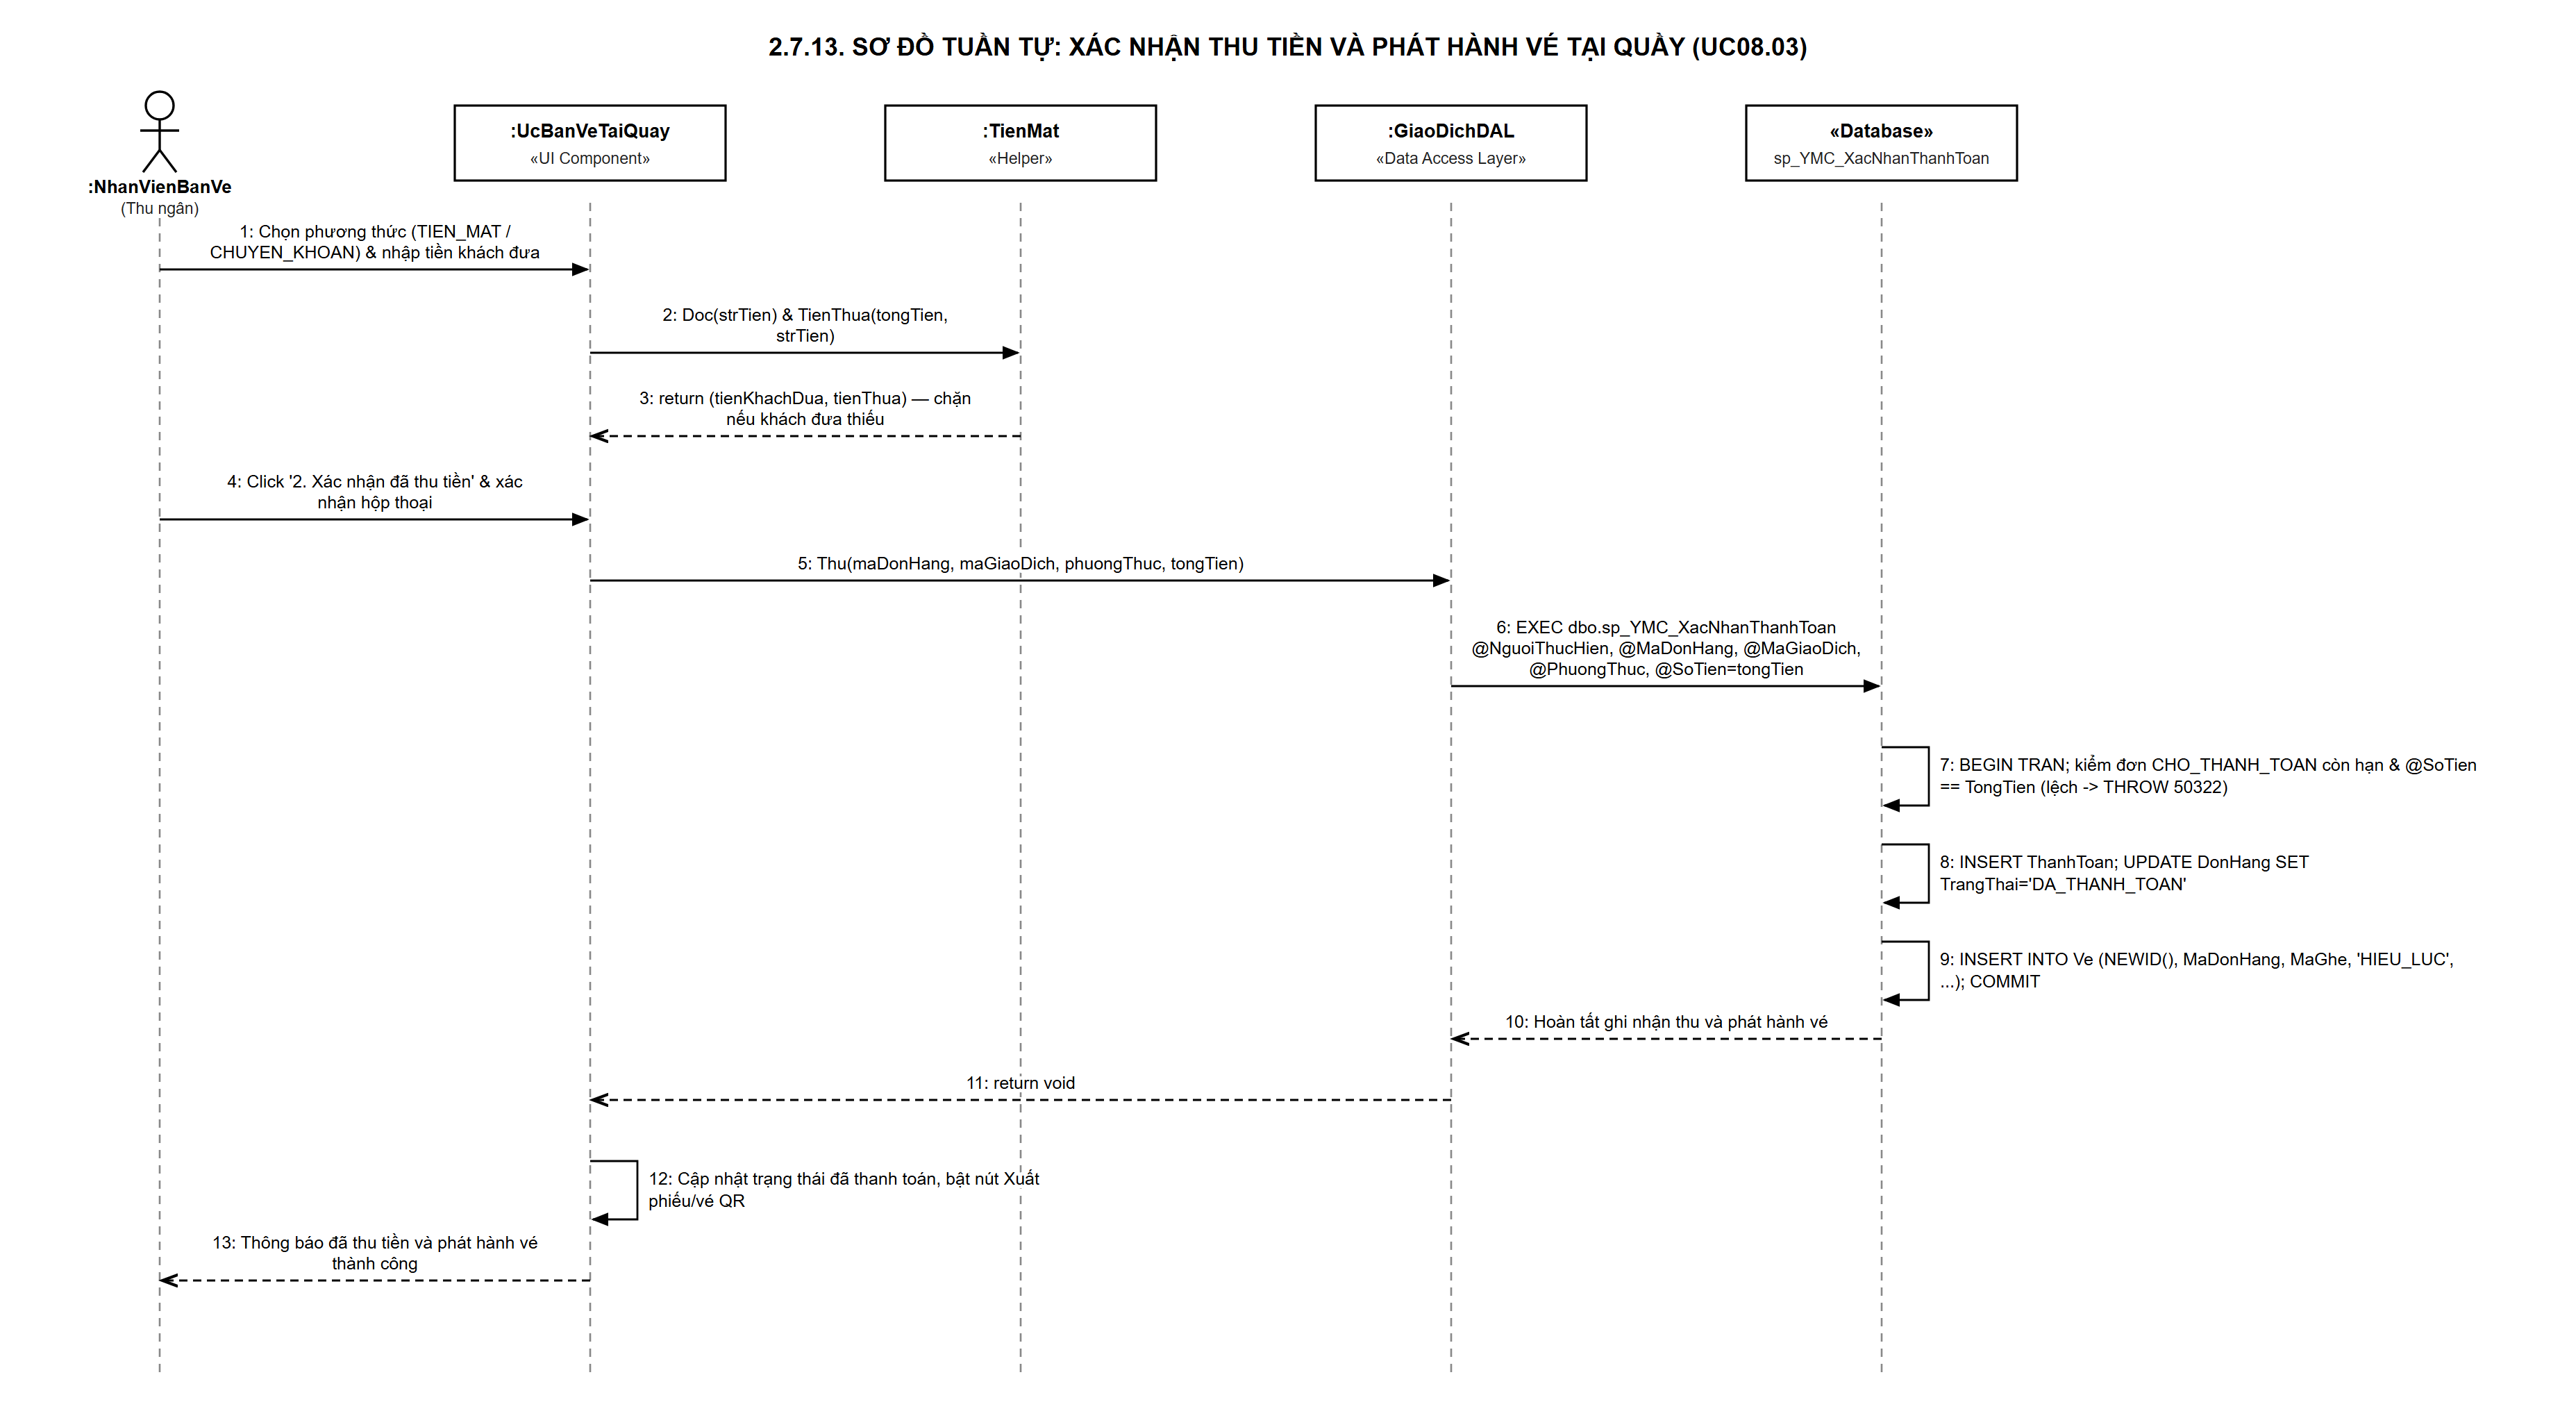 2.7.13. SƠ ĐỒ TUẦN TỰ: XÁC NHẬN THU TIỀN VÀ PHÁT HÀNH VÉ TẠI QUẦY (UC08.03)
:NhanVienBanVe
(Thu ngân)
:UcBanVeTaiQuay
«UI Component»
:TienMat
«Helper»
:GiaoDichDAL
«Data Access Layer»
«Database»
sp_YMC_XacNhanThanhToan
1: Chọn phương thức (TIEN_MAT /
CHUYEN_KHOAN) & nhập tiền khách đưa
2: Doc(strTien) & TienThua(tongTien,
strTien)
3: return (tienKhachDua, tienThua) — chặn
nếu khách đưa thiếu
4: Click '2. Xác nhận đã thu tiền' & xác
nhận hộp thoại
5: Thu(maDonHang, maGiaoDich, phuongThuc, tongTien)
6: EXEC dbo.sp_YMC_XacNhanThanhToan
@NguoiThucHien, @MaDonHang, @MaGiaoDich,
@PhuongThuc, @SoTien=tongTien
7: BEGIN TRAN; kiểm đơn CHO_THANH_TOAN còn hạn & @SoTien
== TongTien (lệch -> THROW 50322)
8: INSERT ThanhToan; UPDATE DonHang SET
TrangThai='DA_THANH_TOAN'
9: INSERT INTO Ve (NEWID(), MaDonHang, MaGhe, 'HIEU_LUC',
...); COMMIT
10: Hoàn tất ghi nhận thu và phát hành vé
11: return void
12: Cập nhật trạng thái đã thanh toán, bật nút Xuất
phiếu/vé QR
13: Thông báo đã thu tiền và phát hành vé
thành công